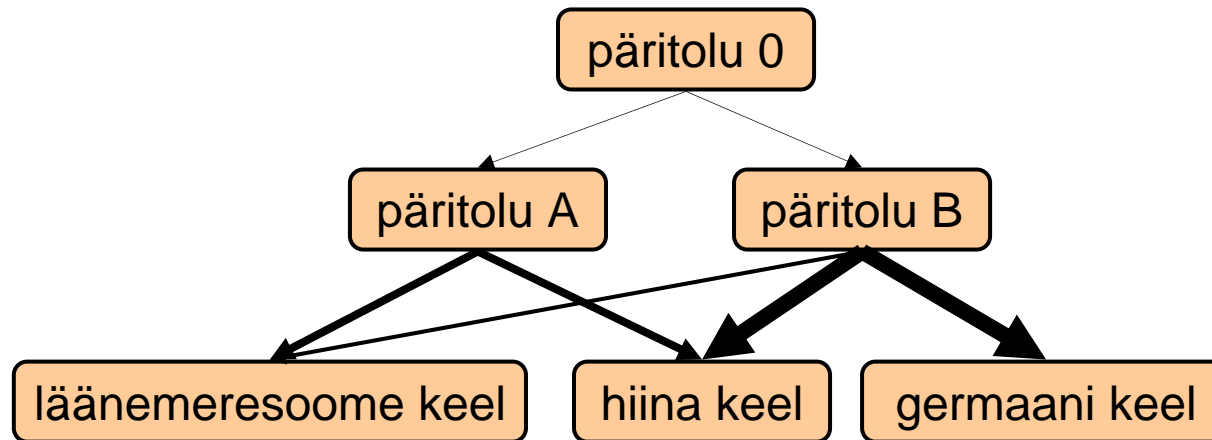 päritolu 0
päritolu A
päritolu B
läänemeresoome keel
hiina keel
germaani keel